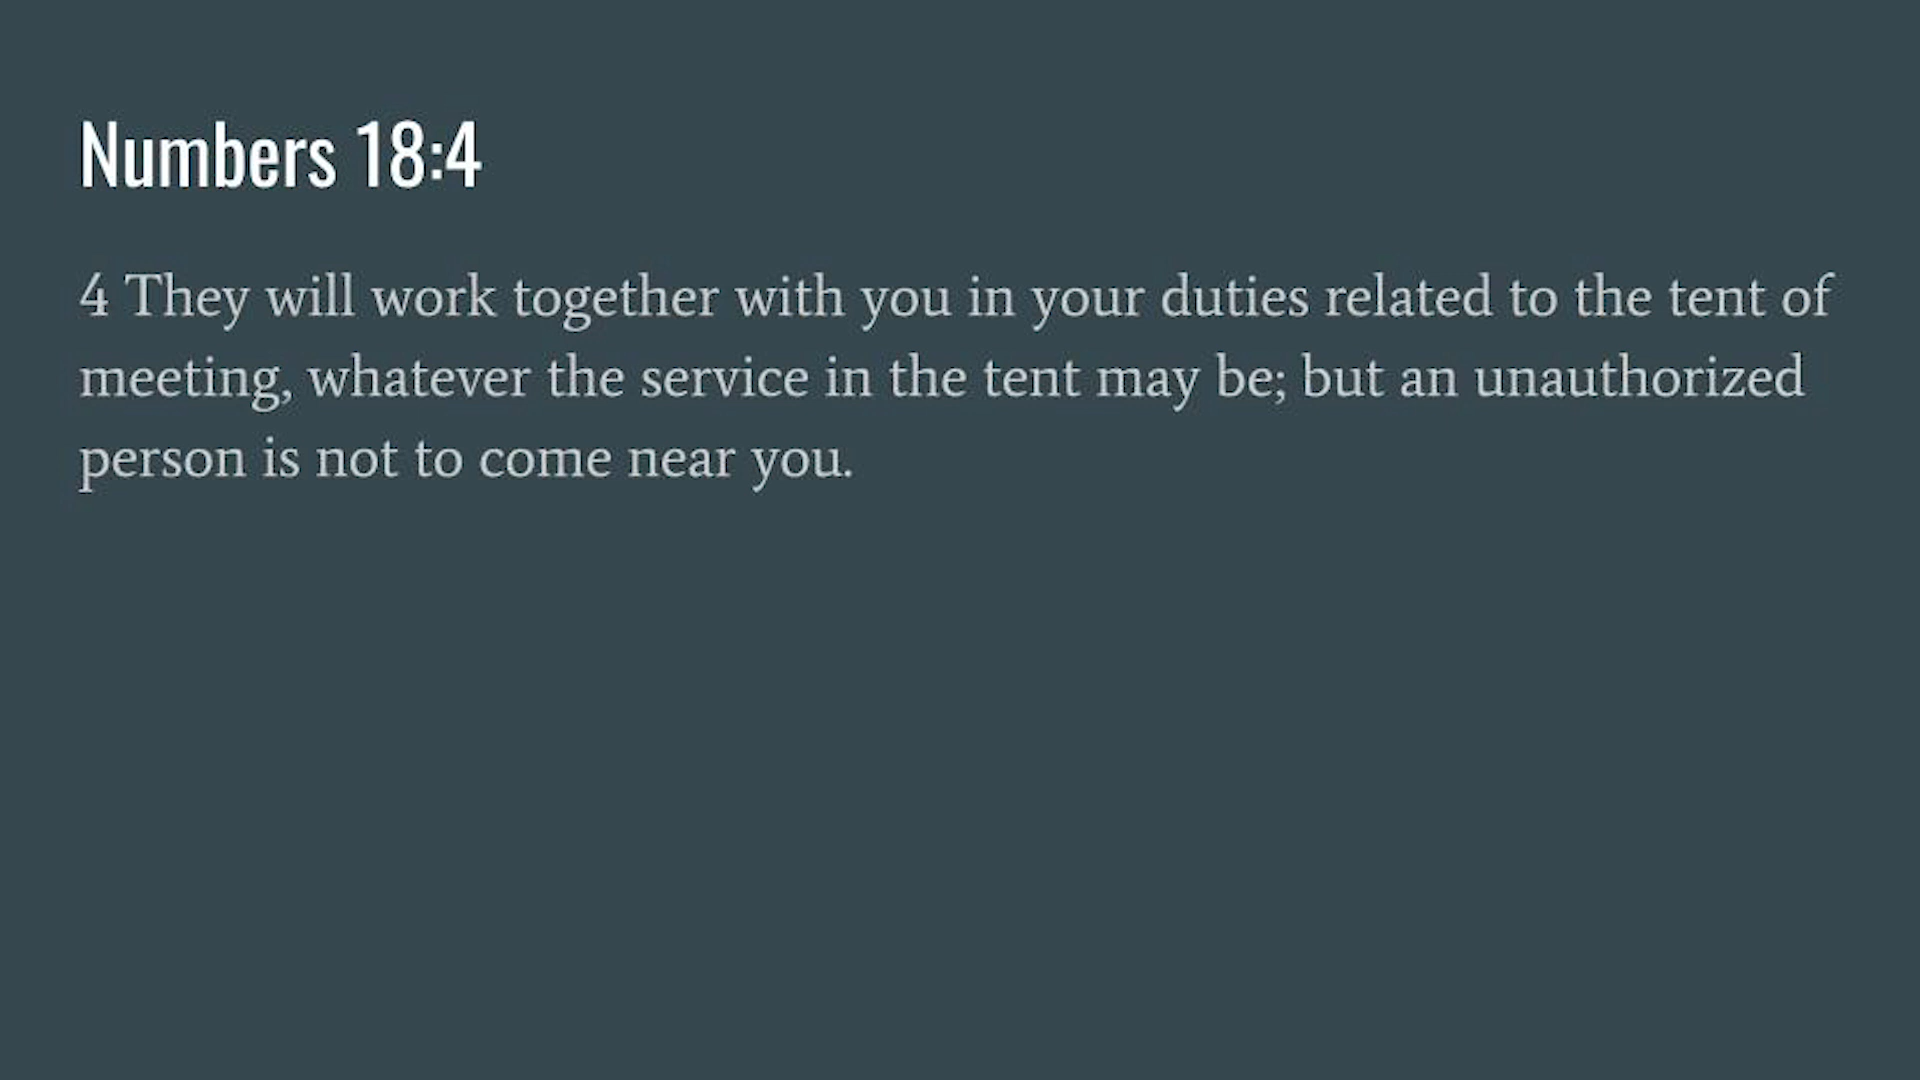 Numbers 18:4
4 They will work together with you in your duties related to the tent of
meeting, whatever the service in the tent may be; but an unauthorized
person is not to come near you.